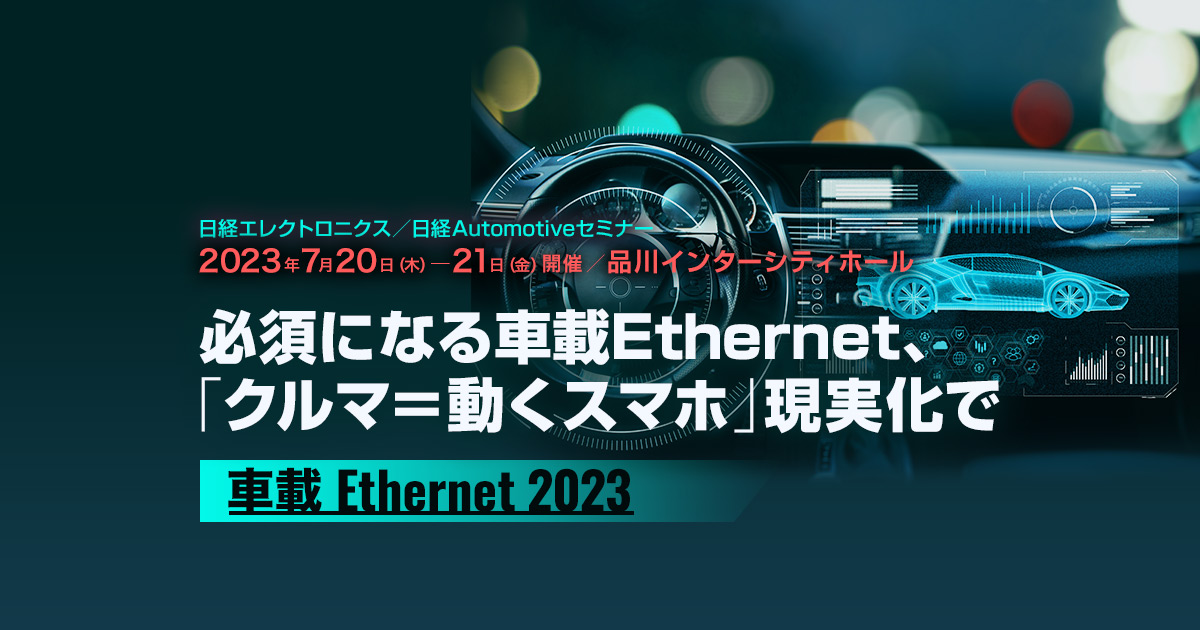 日経エレクトロニクス／日経Automotiveセミナー
2023年7月20日(木)―21日(金)開催／品川インターシティホール
必須になる車載Ethernet、
「クルマ＝動くスマホ」現実化で
車載 Ethernet 2023